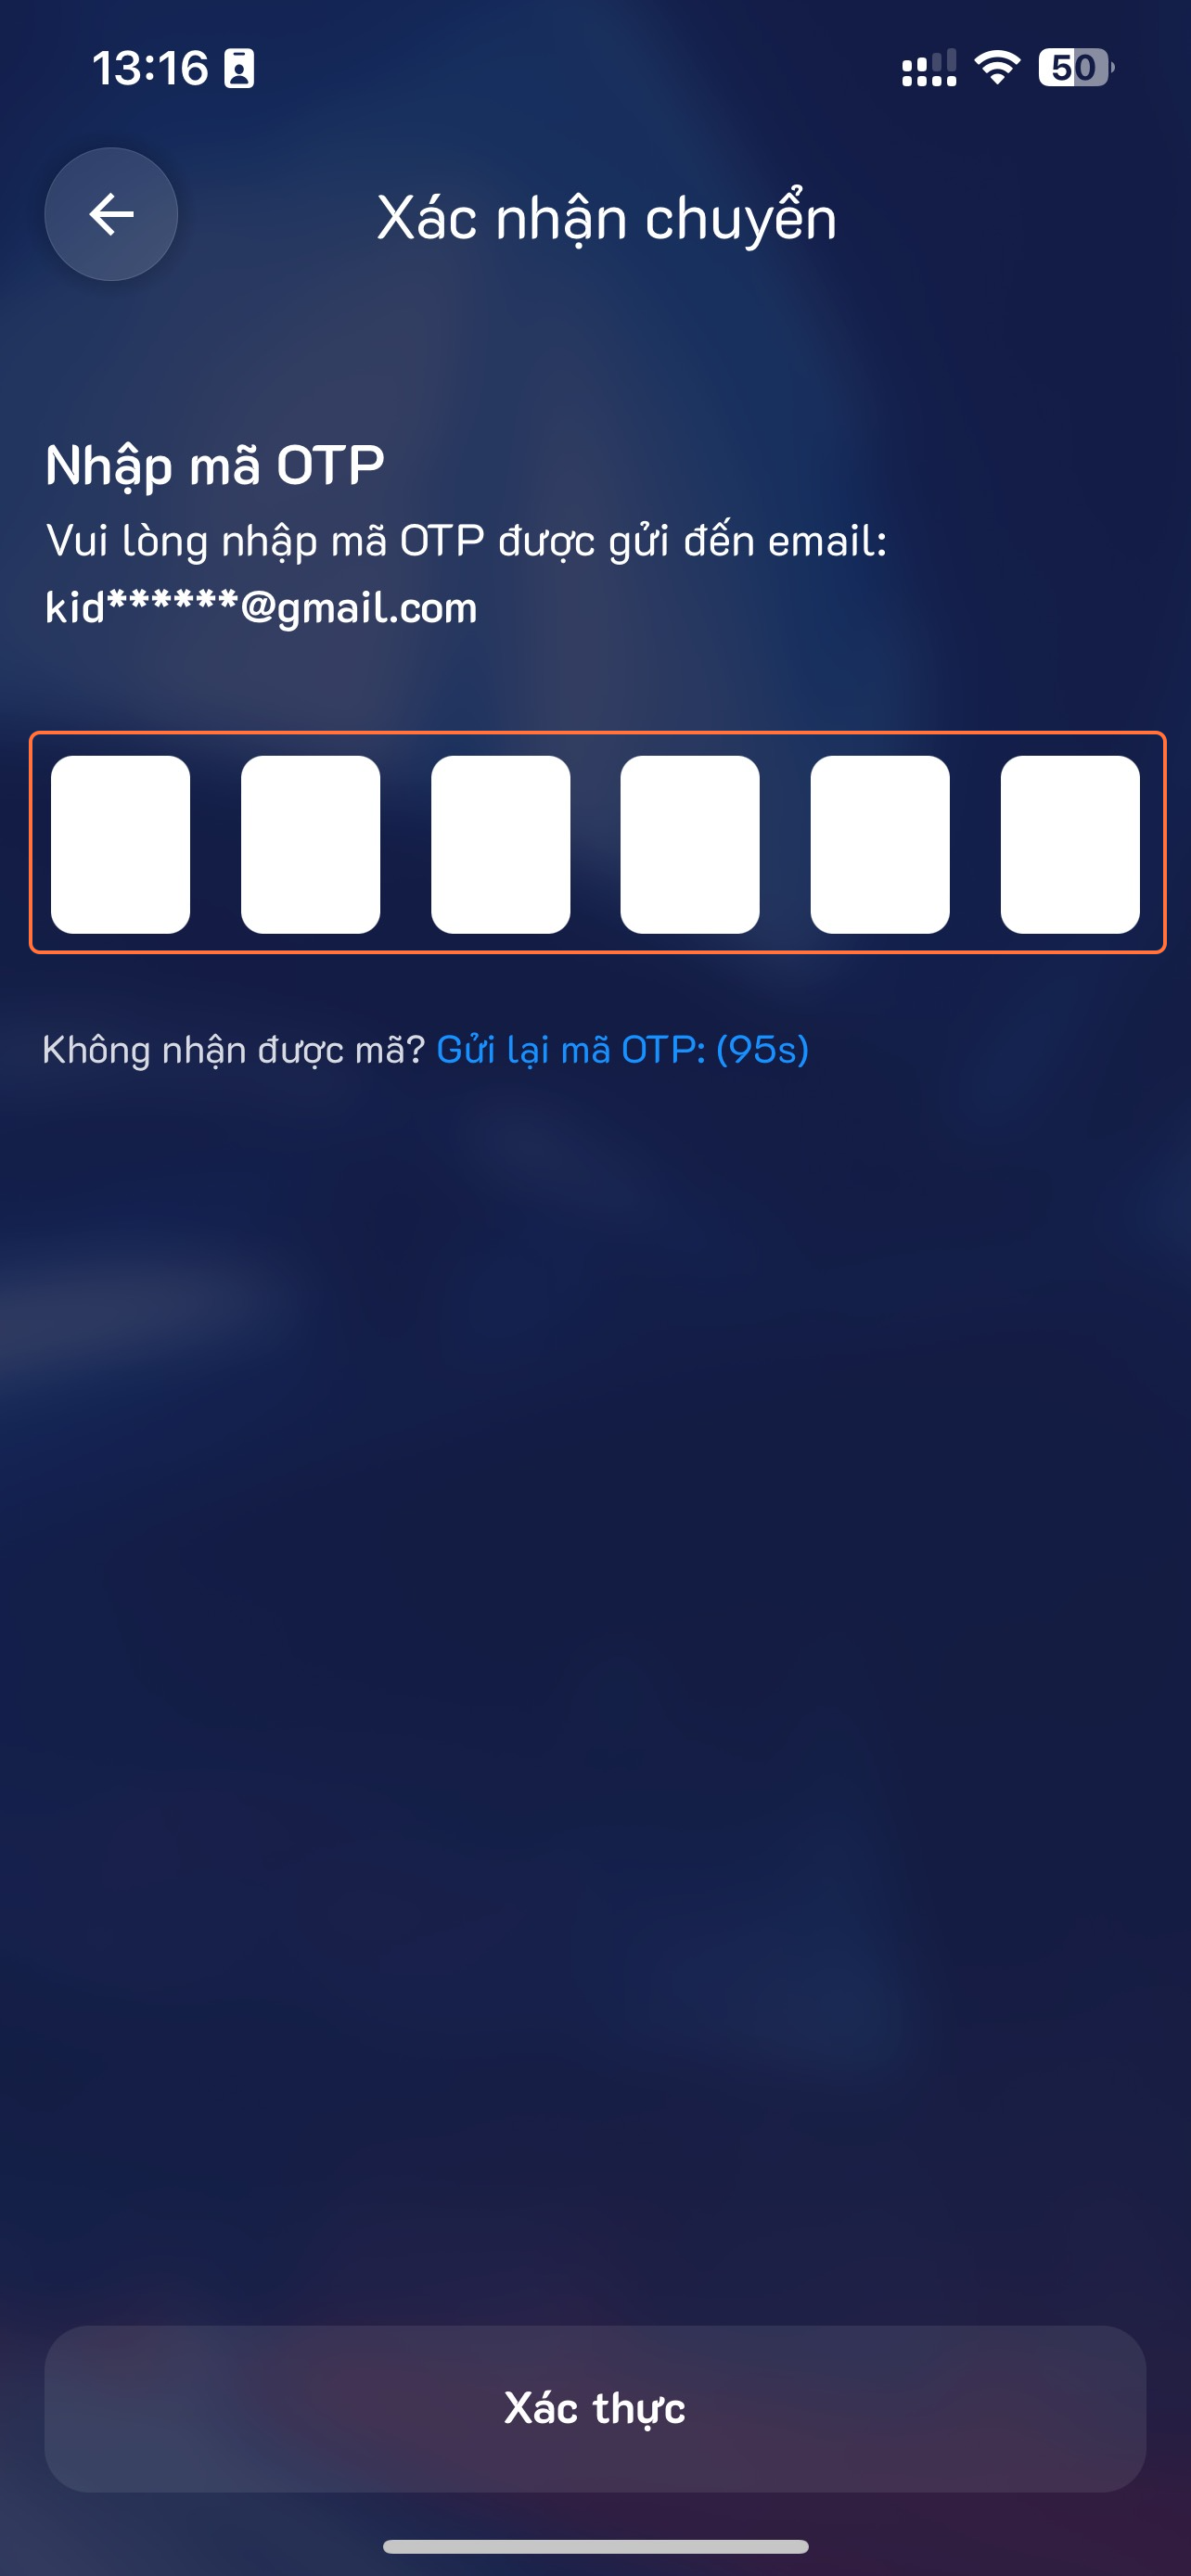 13:16
50
Xác nhận chuyển
Nhập mã OTP
Vui lòng nhập mã OTP được gửi đến email:
kid******@gmail.com
Không nhận được mã? Gửi lại mã OTP: (95s)
Xác thực